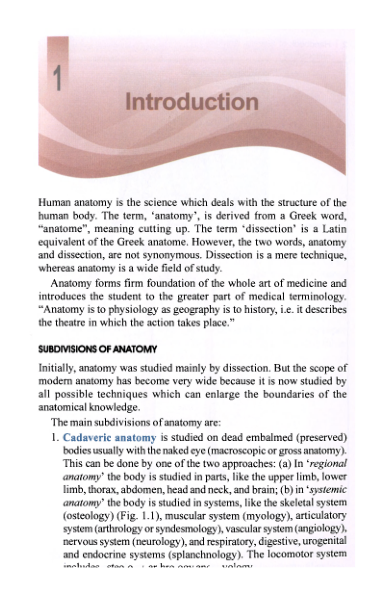 1
Introduction
Human anatomy is the science which deals with the structure of the
human body. The term, ‘anatomy’, is derived from a Greek word,
“anatome”, meaning cutting up. The term ‘dissection’ is a Latin
equivalent of the Greek anatome. However, the two words, anatomy
and dissection, are not synonymous. Dissection is a mere technique,
whereas anatomy is a wide field of study.
Anatomy forms firm foundation of the whole art of medicine and
introduces the student to the greater part of medical terminology.
“Anatomy is to physiology as geography is to history, i.e. it describes
the theatre in which the action takes place.”
SUBDIVISIONS OF ANATOMY
Initially, anatomy was studied mainly by dissection. But the scope of
modern anatomy has become very wide because it is now studied by
all possible techniques which can enlarge the boundaries of the
anatomical knowledge.
The main subdivisions of anatomy are:
1. Cadaveric anatomy is studied on dead embalmed (preserved)
bodies usually with the naked eye (macroscopic or gross anatomy).
This can be done by one of the two approaches: (a) In ‘regional
anatomy’ the body is studied in parts, like the upper limb, lower
limb, thorax, abdomen, head and neck, and brain; (b) in ‘systemic
anatomy’ the body is studied in systems, like the skeletal system
(osteology) (Fig. 1.1), muscular system (myology), articulatory
system (arthrology or syndesmology), vascular system (angiology),
nervous system (neurology), and respiratory, digestive, urogenital
and endocrine systems (splanchnology). The locomotor system
includes